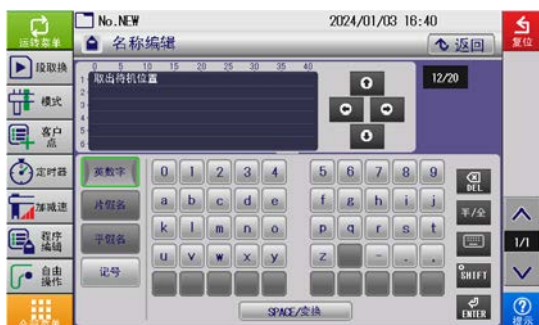 No.NEW 2024/01/03 16:40
名称编辑 返回
复位
运转菜单
段取换
模式
客户点
定时器
加减速
程序编辑
自由操作
0 5 10 15 20 25 30 35 40
1 取出待机位置
2
3
4
5
6
12/20
英数字 0 1 2 3 4 5 6 7 8 9 DEL
片假名 a b c d e f g h i j 半/全
平假名 k l m n o p q r s t
记号 u v w x y z - . , SHIFT
SPACE/变换 ENTER
1/1
提示